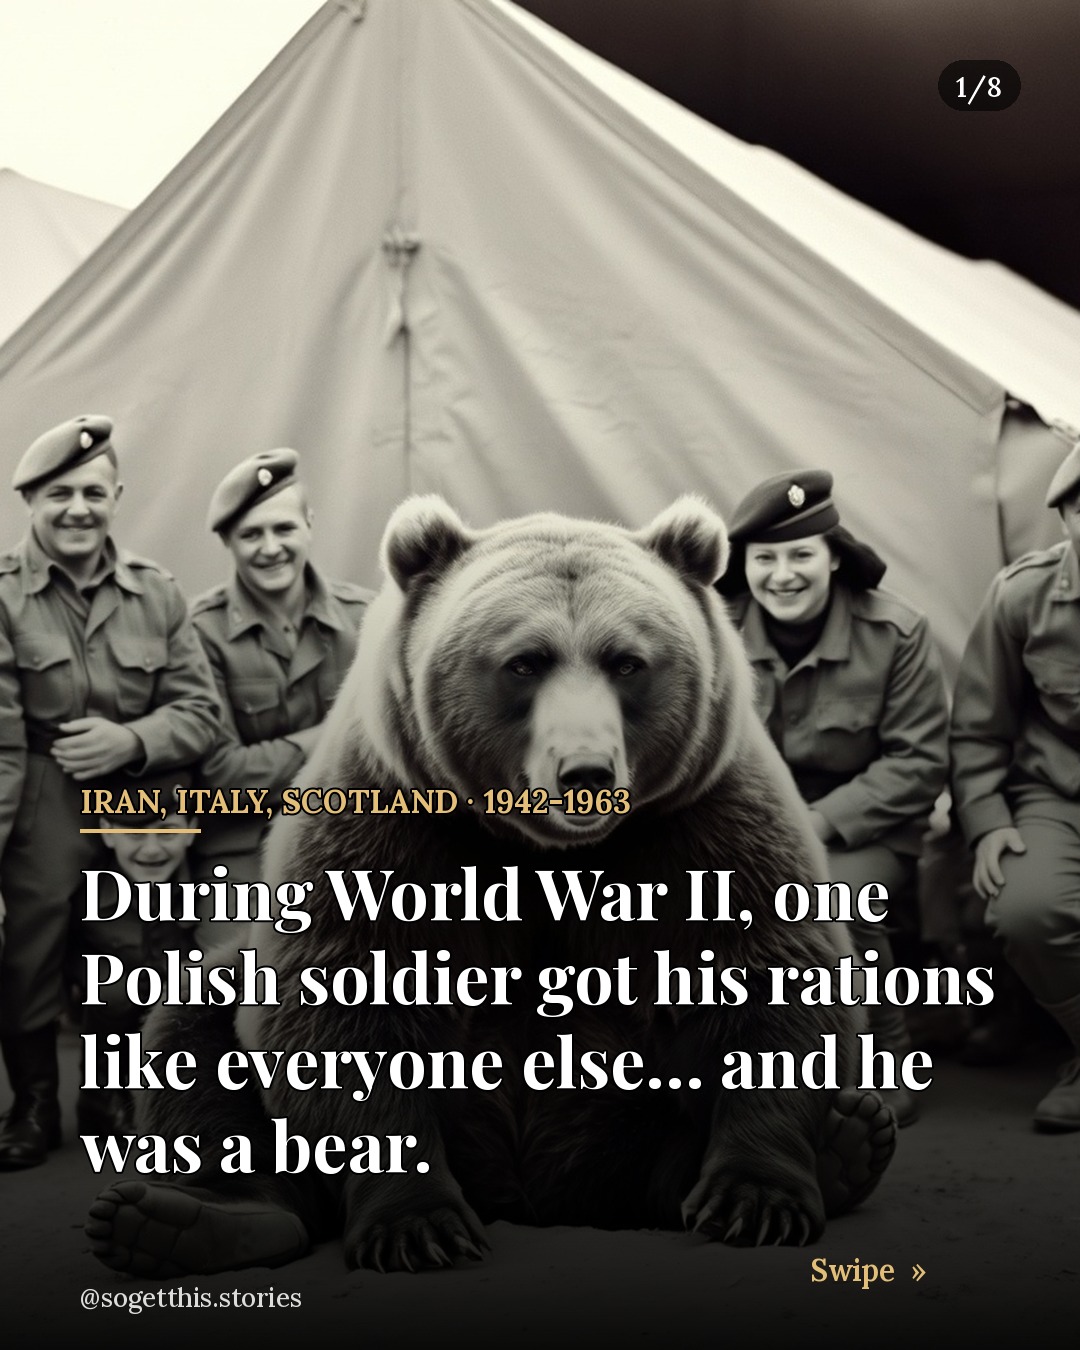 1/8
IRAN, ITALY, SCOTLAND · 1942–1963
During World War II, one
Polish soldier got his rations
like everyone else... and he
was a bear.
Swipe »
@sogetthis.stories